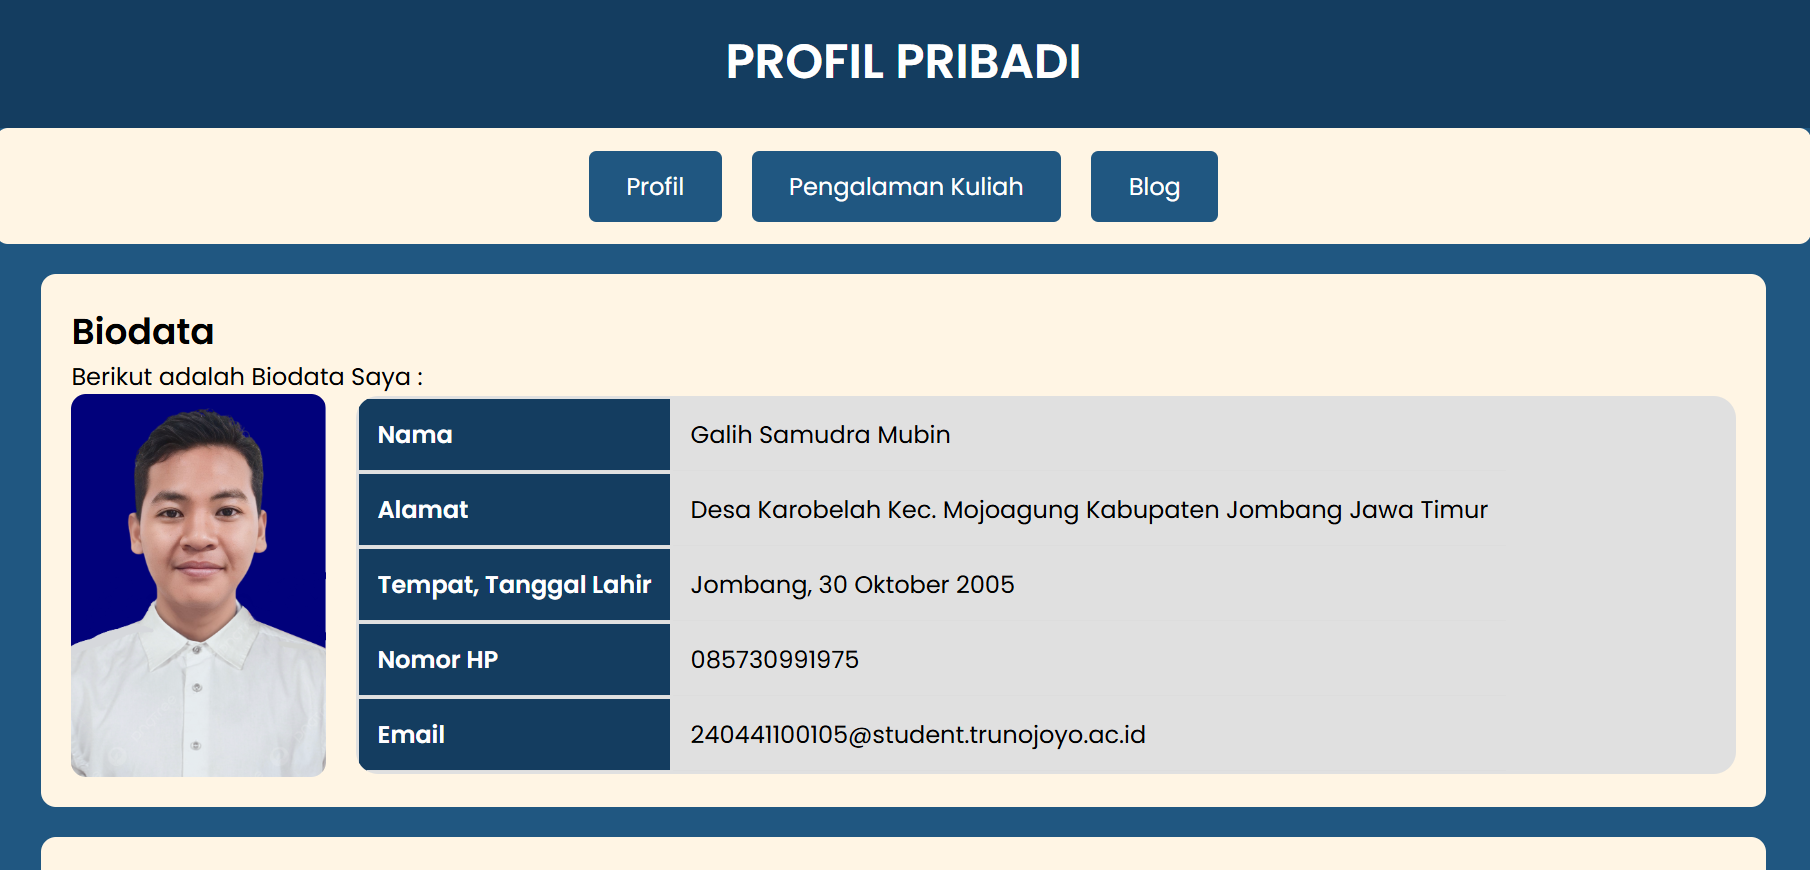 PROFIL PRIBADI
Profil Pengalaman Kuliah Blog
Biodata
Berikut adalah Biodata Saya :
Nama Galih Samudra Mubin
Alamat Desa Karobelah Kec. Mojoagung Kabupaten Jombang Jawa Timur
Tempat, Tanggal Lahir Jombang, 30 Oktober 2005
Nomor HP 085730991975
Email 240441100105@student.trunojoyo.ac.id